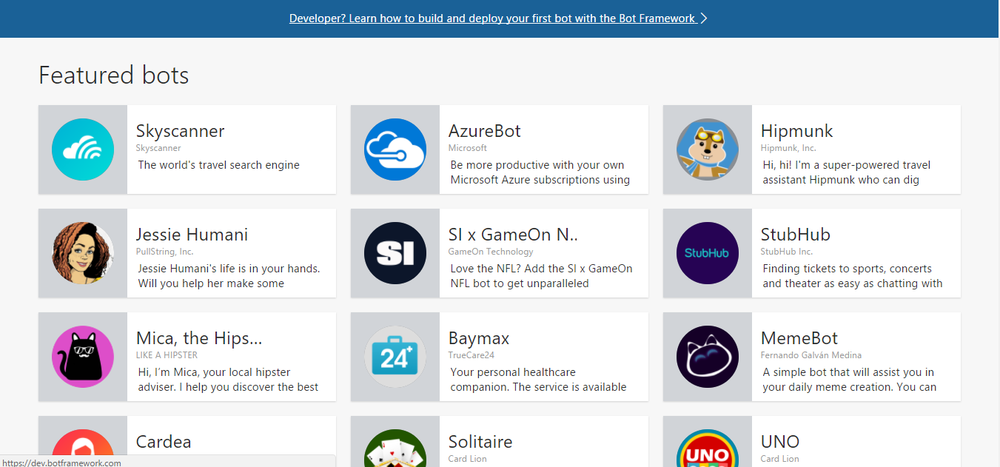 Developer? Learn how to build and deploy your first bot with the Bot Framework
Featured bots
Skyscanner
Skyscanner
The world's travel search engine
AzureBot
Microsoft
Be more productive with your own
Microsoft Azure subscriptions using
Hipmunk
Hipmunk, Inc.
Hi, hi! I'm a super-powered travel
assistant Hipmunk who can dig
Jessie Humani
PullString, Inc.
Jessie Humani's life is in your hands.
Will you help her make some
SI
SI x GameOn N..
GameOn Technology
Love the NFL? Add the SI x GameOn
NFL bot to get unparalleled
StubHub
StubHub
StubHub Inc.
Finding tickets to sports, concerts
and theater as easy as chatting with
Mica, the Hips...
LIKE A HIPSTER
Hi, I'm Mica, your local hipster
adviser. I help you discover the best
24+
Baymax
TrueCare24
Your personal healthcare
companion. The service is available
MemeBot
Fernando Galván Medina
A simple bot that will assist you in
your daily meme creation. You can
Cardea
Solitaire
Card Lion
UNO
UNO
Card Lion
https://dev.botframework.com